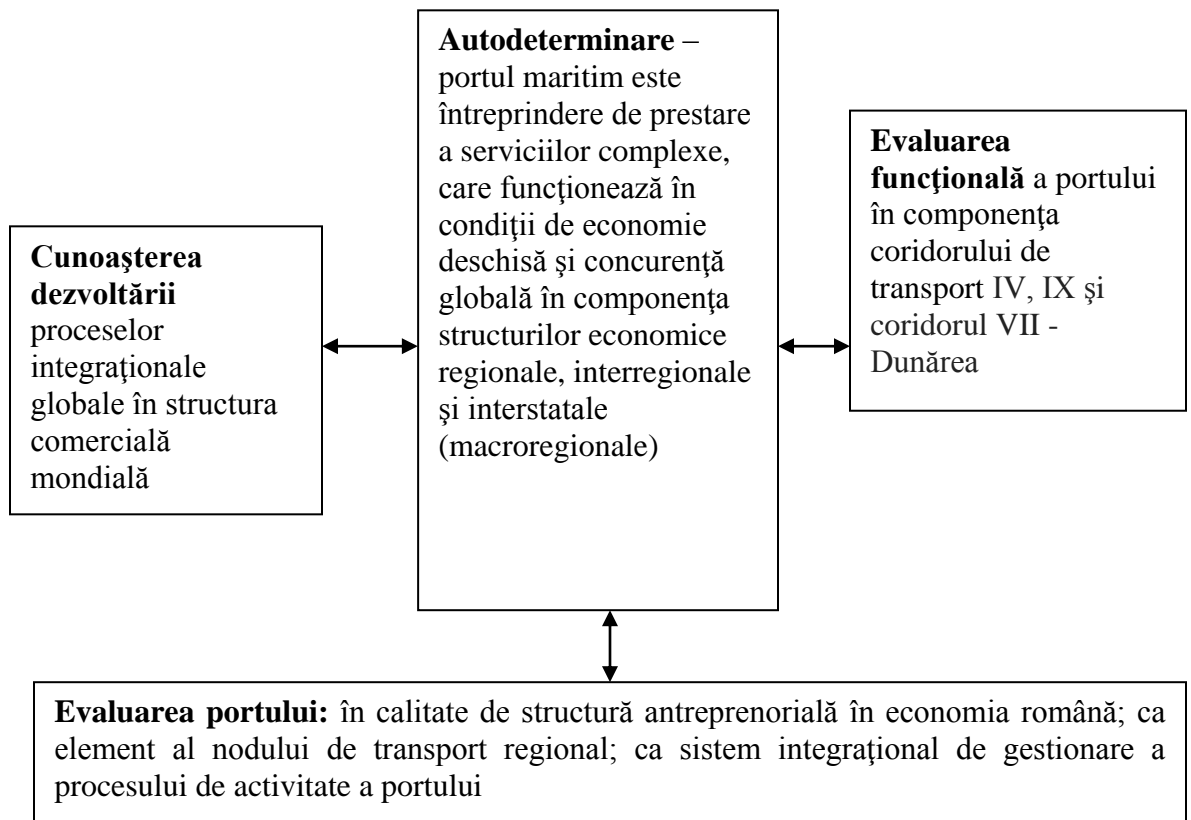 Cunoaşterea
dezvoltării
proceselor
integraţionale
globale în structura
comercială
mondială
Autodeterminare –
portul maritim este
întreprindere de prestare
a serviciilor complexe,
care funcţionează în
condiţii de economie
deschisă şi concurenţă
globală în componenţa
structurilor economice
regionale, interregionale
şi interstatale
(macroregionale)
Evaluarea
funcţională a portului
în componenţa
coridorului de
transport IV, IX şi
coridorul VII -
Dunărea
Evaluarea portului: în calitate de structură antreprenorială în economia română; ca
element al nodului de transport regional; ca sistem integraţional de gestionare a
procesului de activitate a portului